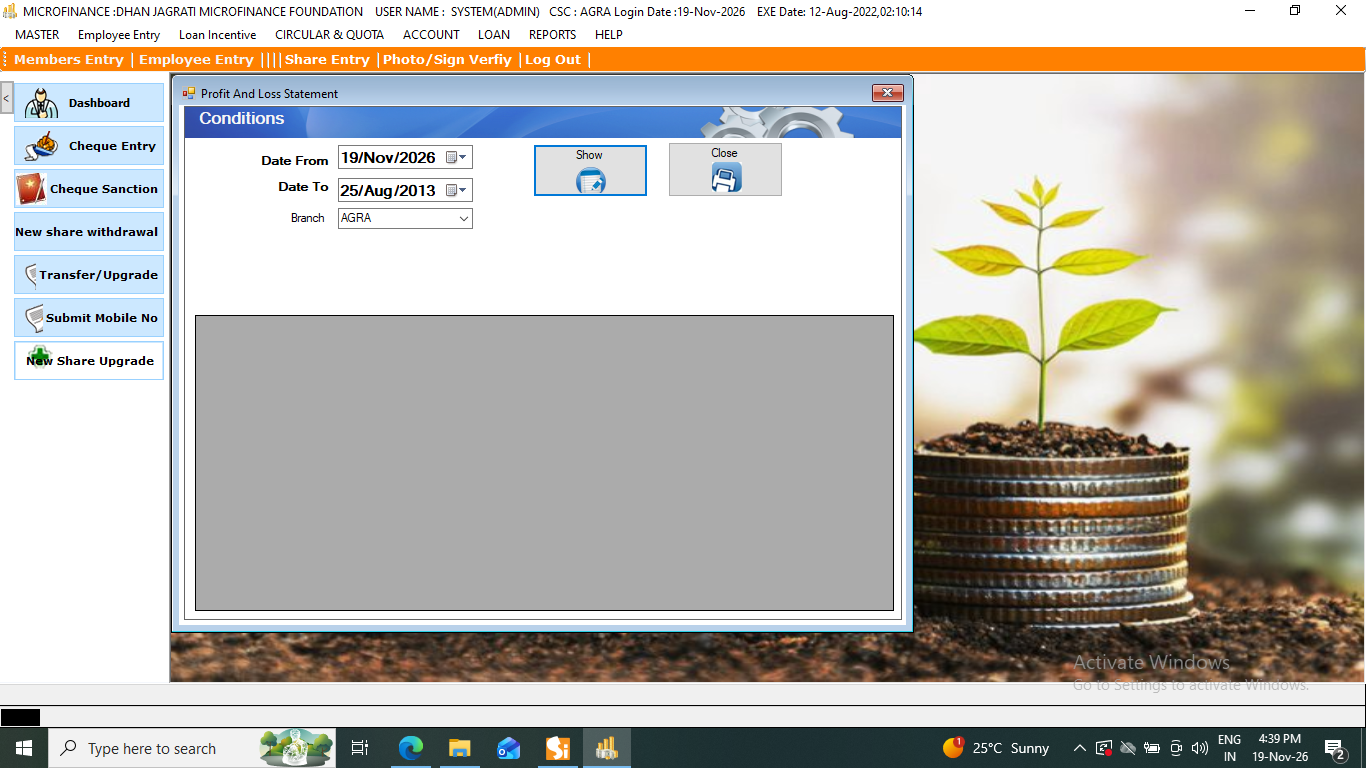 MICROFINANCE :DHAN JAGRATI MICROFINANCE FOUNDATION USER NAME : SYSTEM(ADMIN) CSC : AGRA Login Date :19-Nov-2026 EXE Date: 12-Aug-2022,02:10:14
MASTER Employee Entry Loan Incentive CIRCULAR & QUOTA ACCOUNT LOAN REPORTS HELP
Members Entry | Employee Entry ||||Share Entry |Photo/Sign Verfiy |Log Out |
<
Dashboard
Cheque Entry
Cheque Sanction
New share withdrawal
Transfer/Upgrade
Submit Mobile No
New Share Upgrade
Profit And Loss Statement
Conditions
Date From 19/Nov/2026
Date To 25/Aug/2013
Branch AGRA
Show
Close
Activate Windows
Go to Settings to activate Windows.
Type here to search
Si
1
25°C Sunny
ENG
IN
4:39 PM
19-Nov-26
2